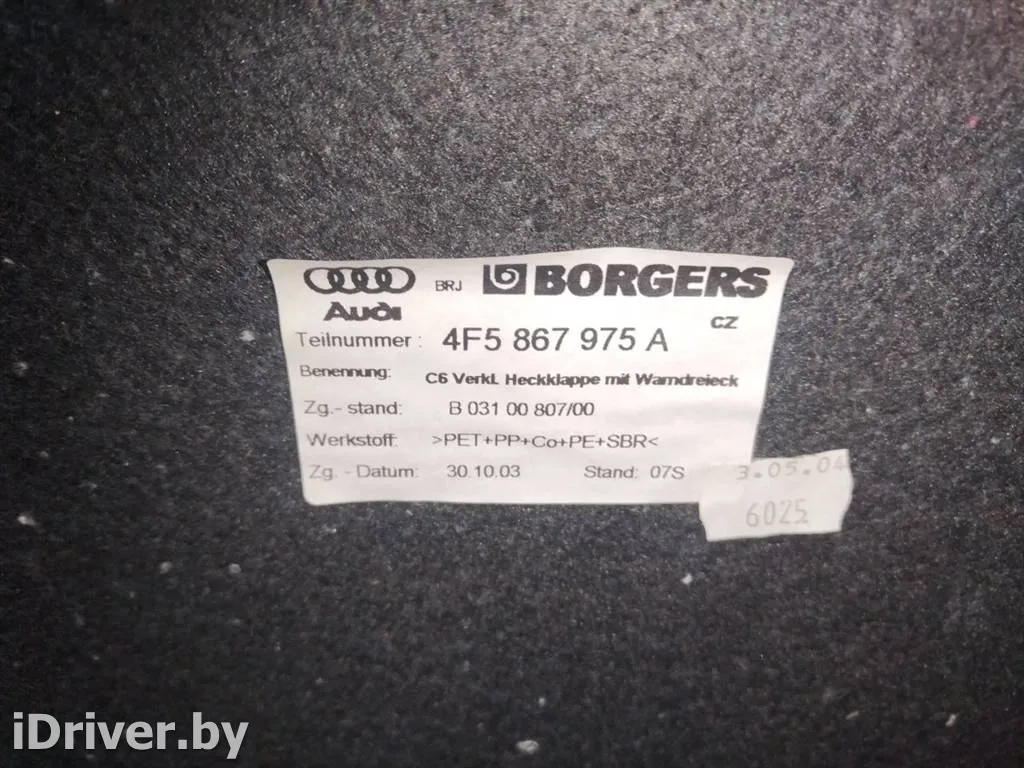 Audi BRJ BORGERS
CZ
Teilnummer : 4F5 867 975 A
Benennung: C6 Verkl. Heckklappe mit Warndreieck
Zg.- stand: B 031 00 807/00
Werkstoff: >PET+PP+Co+PE+SBR<
Zg. - Datum: 30.10.03 Stand: 07S
3.05.04
6025
iDriver.by